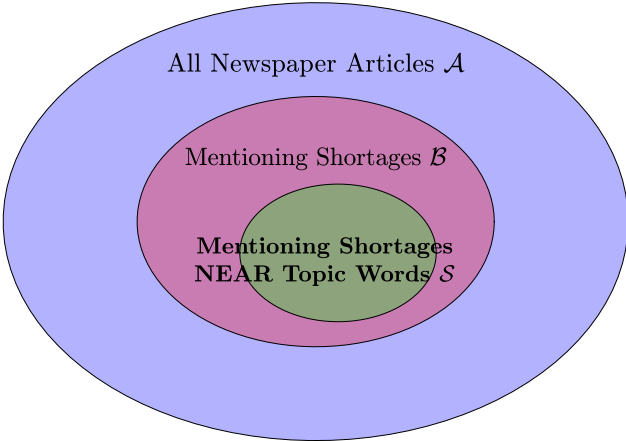 All Newspaper Articles 𝒜
Mentioning Shortages ℬ
Mentioning Shortages
NEAR Topic Words 𝒮